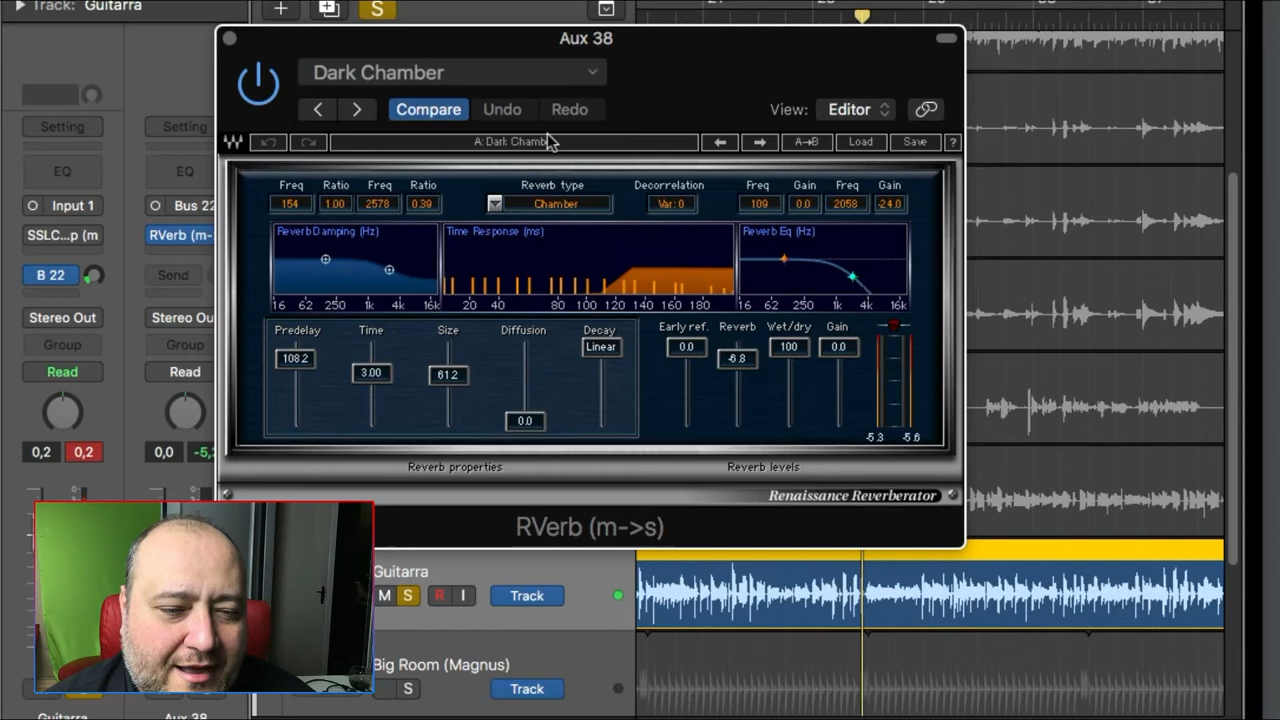 Track: Guitarra
S
27
28
29
30
37
Aux 38
Dark Chamber
Compare
Undo
Redo
View:
Editor
A: Dark Chamb
A→B
Load
Save
?
Setting
Setting
EQ
EQ
Input 1
Bus 22
SSLC...p (m
RVerb (m-
B 22
Send
Stereo Out
Stereo Ou
Group
Group
Read
Read
0,2
0,2
0,0
-5,
Freq
Ratio
Freq
Ratio
Reverb type
Decorrelation
Freq
Gain
Freq
Gain
154
1.00
2578
0.39
Chamber
Var: 0
109
0.0
2058
-24.0
Reverb Damping (Hz)
Time Response (ms)
Reverb Eq (Hz)
16 62 250 1k 4k 16k
20 40 80 100 120 140 160 180
16 62 250 1k 4k 16k
Predelay
Time
Size
Diffusion
Decay
Early ref.
Reverb
Wet/dry
Gain
108.2
3.00
61.2
0.0
Linear
0.0
-6.8
100
0.0
-5.3
-5.8
Reverb properties
Reverb levels
Renaissance Reverberator
RVerb (m->s)
Guitarra
M
S
R
I
Track
Big Room (Magnus)
S
Track
Guitarra
Aux 38